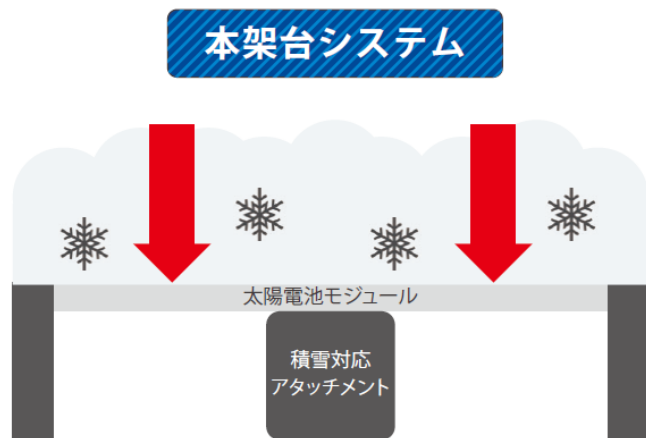 本架台システム
太陽電池モジュール
積雪対応
アタッチメント